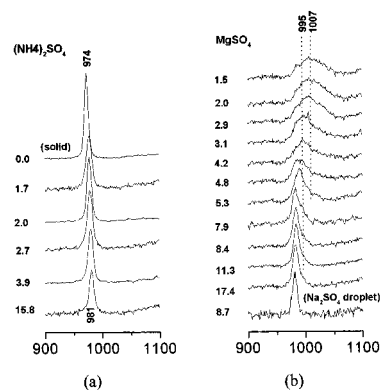 (NH4)₂SO₄
974
(solid)
0.0
1.7
2.0
2.7
3.9
15.8
981
900 1000 1100
(a)
MgSO₄
995
1007
1.5
2.0
2.9
3.1
4.2
4.8
5.3
7.9
8.4
11.3
17.4
(Na₂SO₄ droplet)
8.7
900 1000 1100
(b)